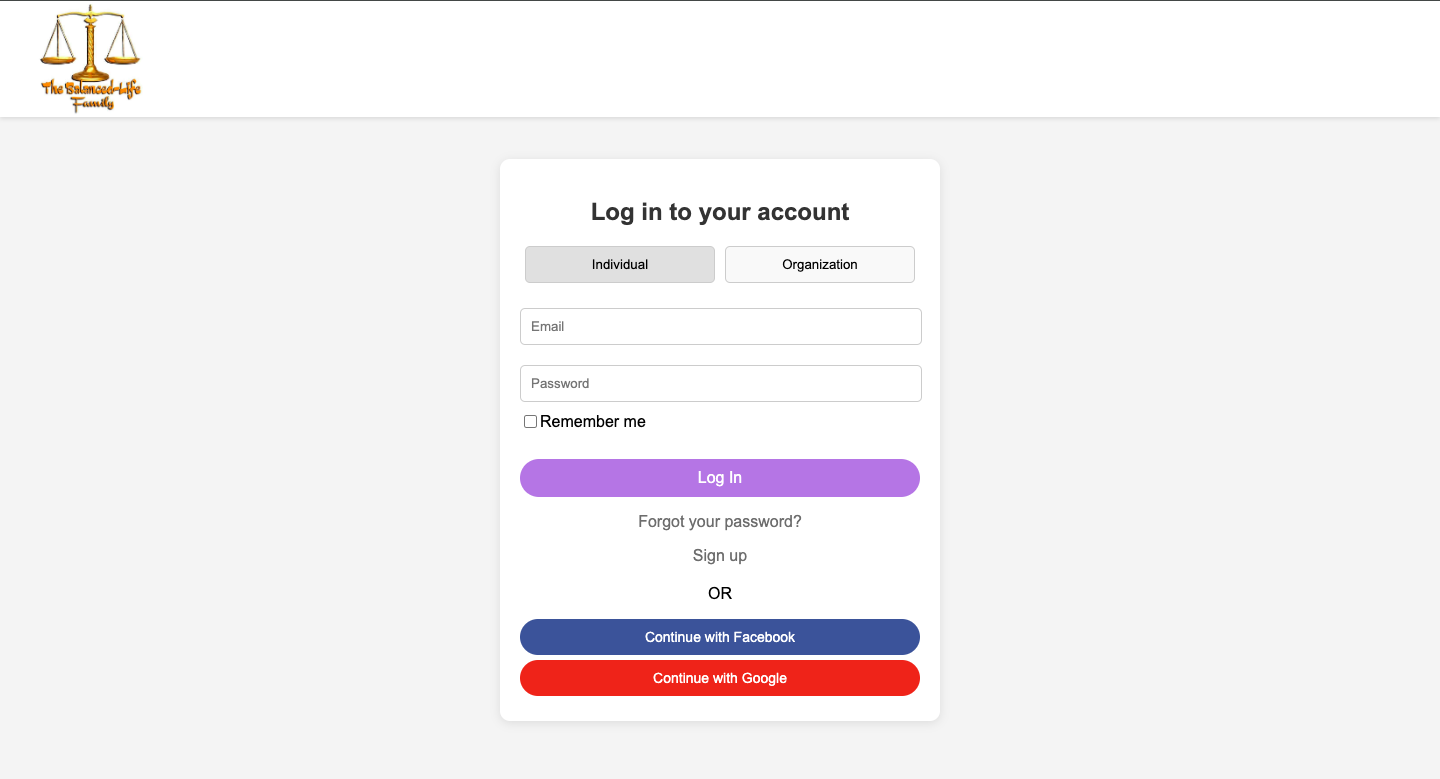 The Balanced-Life
Family
Log in to your account
Individual
Organization
Email
Password
Remember me
Log In
Forgot your password?
Sign up
OR
Continue with Facebook
Continue with Google